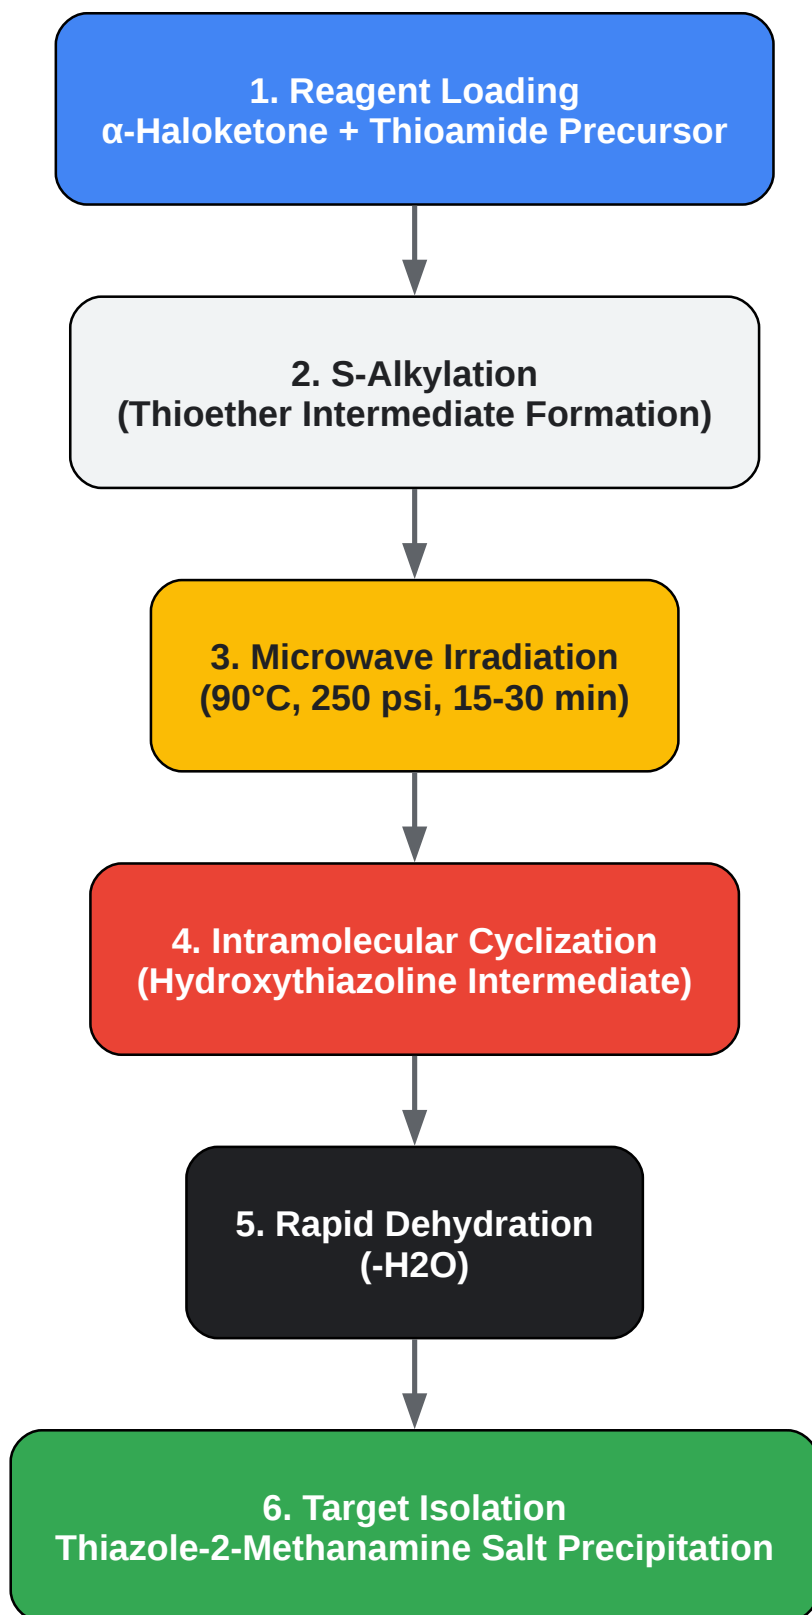 1. Reagent Loading
α-Haloketone + Thioamide Precursor
2. S-Alkylation
(Thioether Intermediate Formation)
3. Microwave Irradiation
(90°C, 250 psi, 15-30 min)
4. Intramolecular Cyclization
(Hydroxythiazoline Intermediate)
5. Rapid Dehydration
(-H2O)
6. Target Isolation
Thiazole-2-Methanamine Salt Precipitation